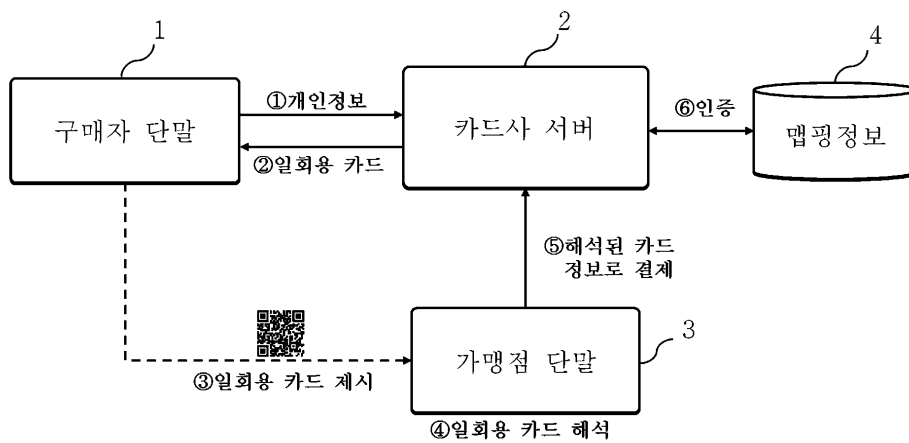 1
구매자 단말
①개인정보
②일회용 카드
2
카드사 서버
⑥인증
4
맵핑정보
⑤해석된 카드
정보로 결제
③일회용 카드 제시
3
가맹점 단말
④일회용 카드 해석